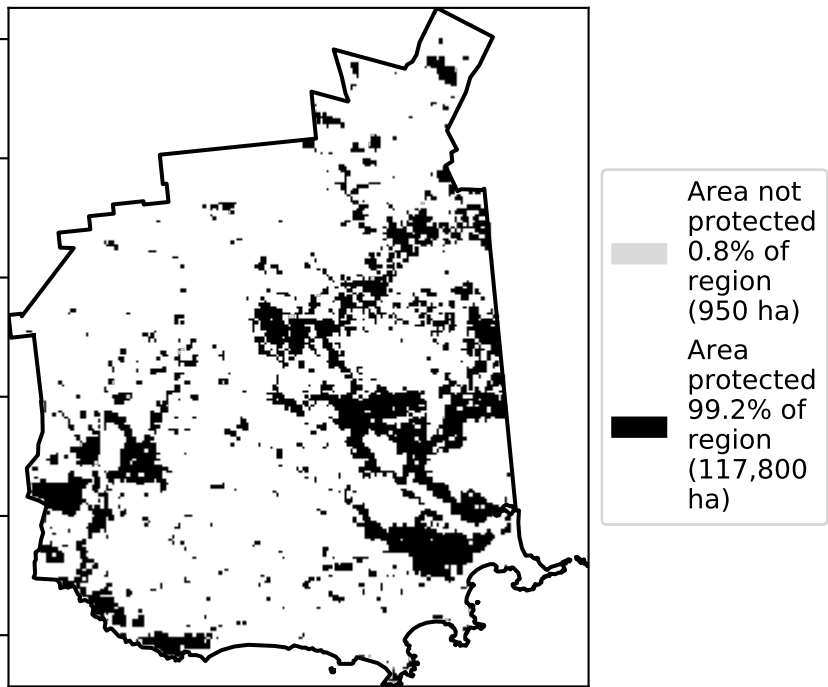 Area not
protected
0.8% of
region
(950 ha)
Area
protected
99.2% of
region
(117,800
ha)